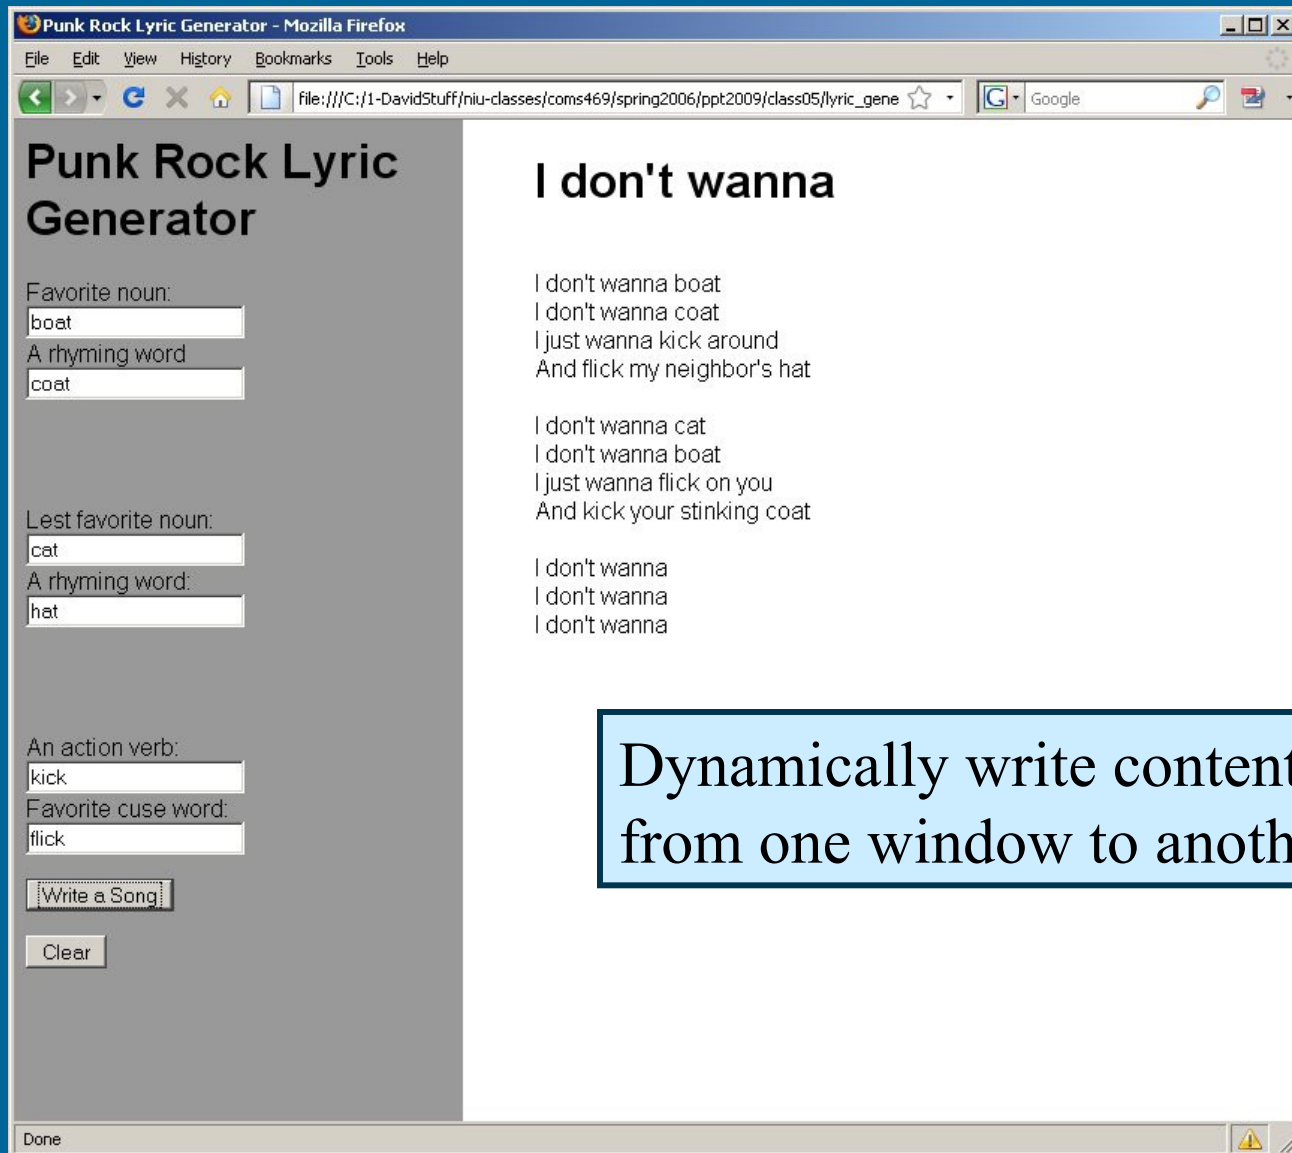 Punk Rock Lyric Generator - Mozilla Firefox
File Edit View History Bookmarks Tools Help
file:///C:/1-DavidStuff/niu-classes/coms469/spring2006/ppt2009/class05/lyric_gene
G Google
Punk Rock Lyric
Generator
Favorite noun:
boat
A rhyming word
coat
Lest favorite noun:
cat
A rhyming word:
hat
An action verb:
kick
Favorite cuse word:
flick
Write a Song
Clear
I don't wanna
I don't wanna boat
I don't wanna coat
I just wanna kick around
And flick my neighbor's hat
I don't wanna cat
I don't wanna boat
I just wanna flick on you
And kick your stinking coat
I don't wanna
I don't wanna
I don't wanna
Dynamically write content
from one window to anoth
Done